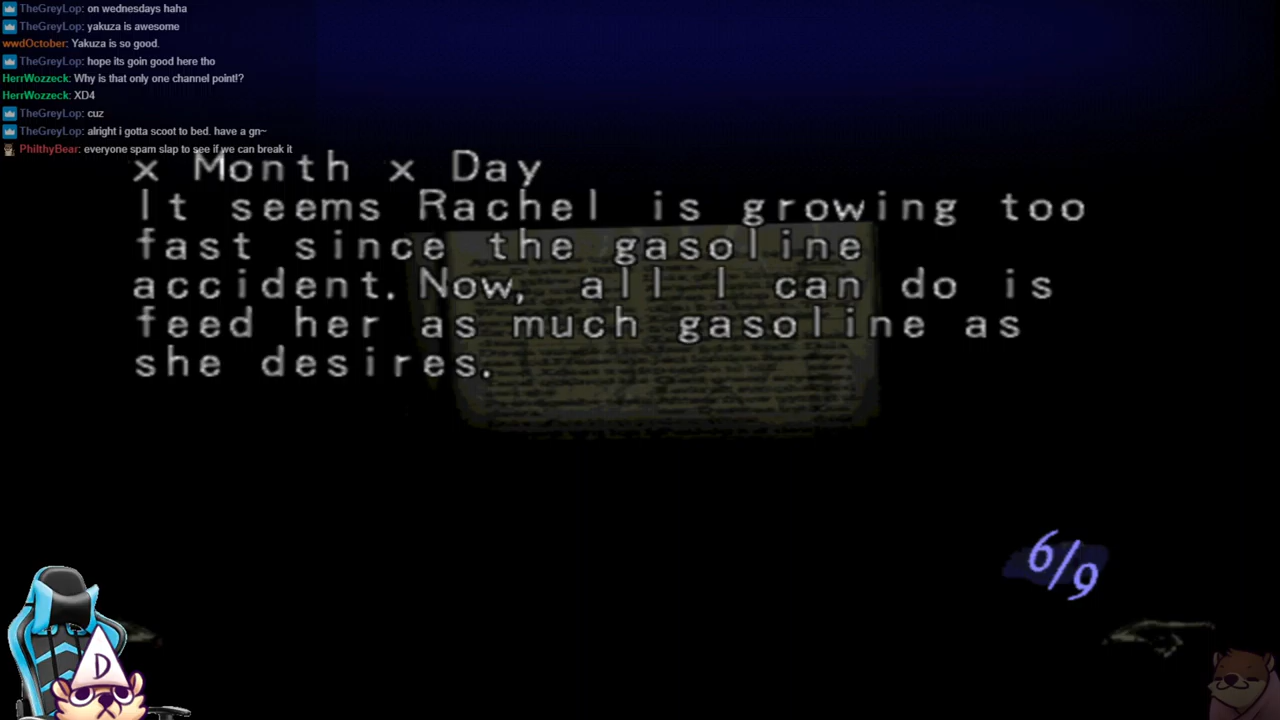 TheGreyLop: on wednesdays haha
TheGreyLop: yakuza is awesome
wwdOctober: Yakuza is so good.
TheGreyLop: hope its goin good here tho
HerrWozzeck: Why is that only one channel point!?
HerrWozzeck: XD4
TheGreyLop: cuz
TheGreyLop: alright i gotta scoot to bed. have a gn~
PhilthyBear: everyone spam slap to see if we can break it
x Month x Day
It seems Rachel is growing too
fast since the gasoline
accident. Now, all I can do is
feed her as much gasoline as
she desires.
6/9
D